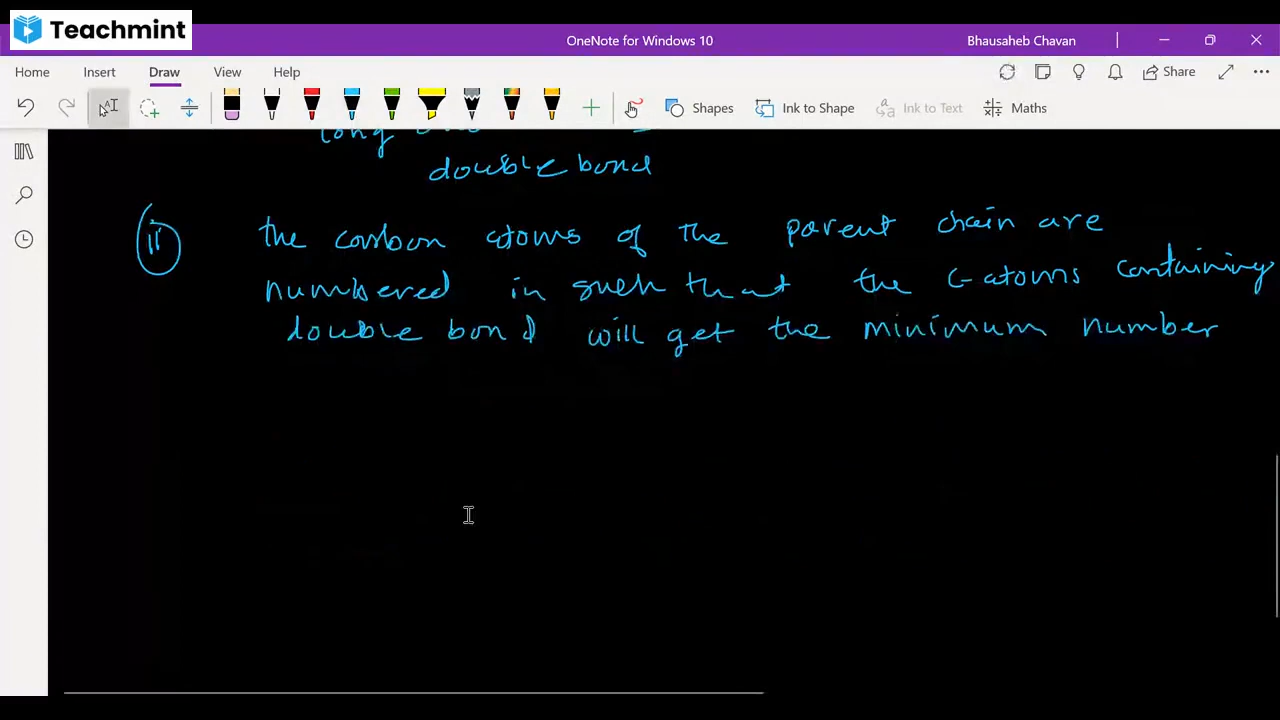 Teachmint
OneNote for Windows 10
Bhausaheb Chavan
Home Insert Draw View Help
Share
Shapes Ink to Shape Ink to Text Maths
long
double bond
(ii) the carbon atoms of the parent chain are
numbered in such that the C-atoms containing
double bond will get the minimum number